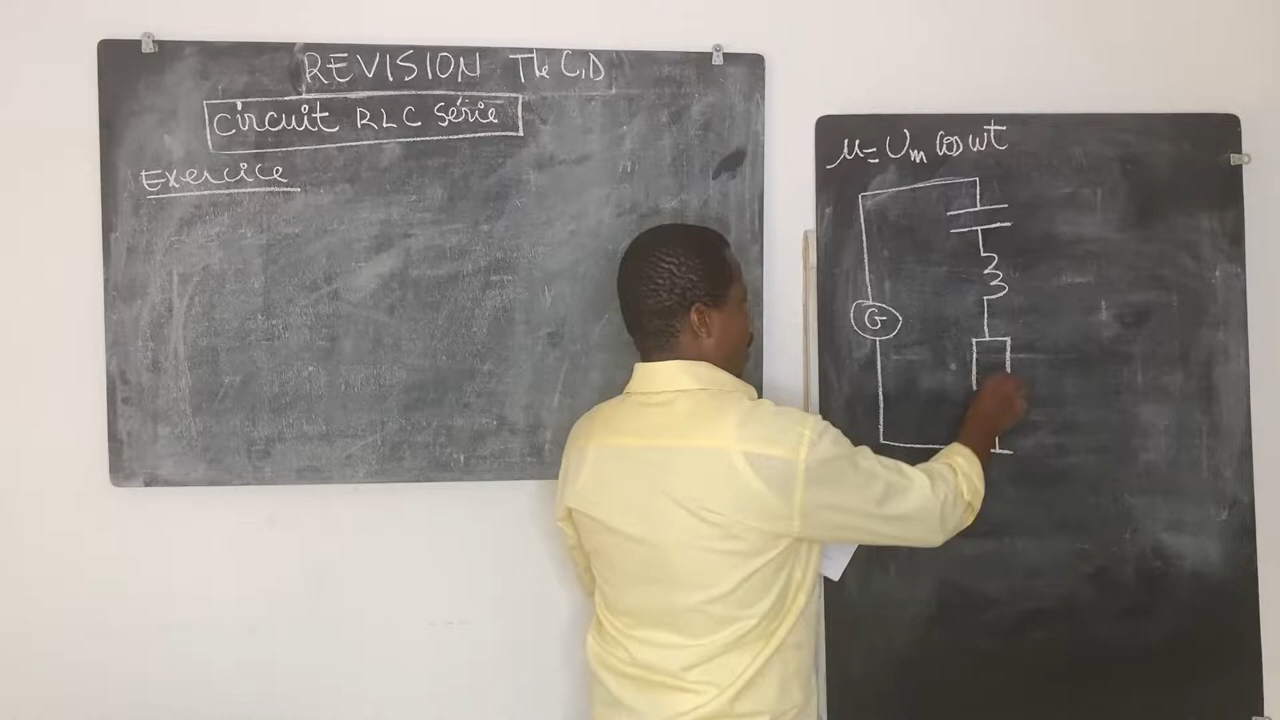 REVISION Tle C,D
Circuit RLC Série
Exercice
u = Um cos wt
G